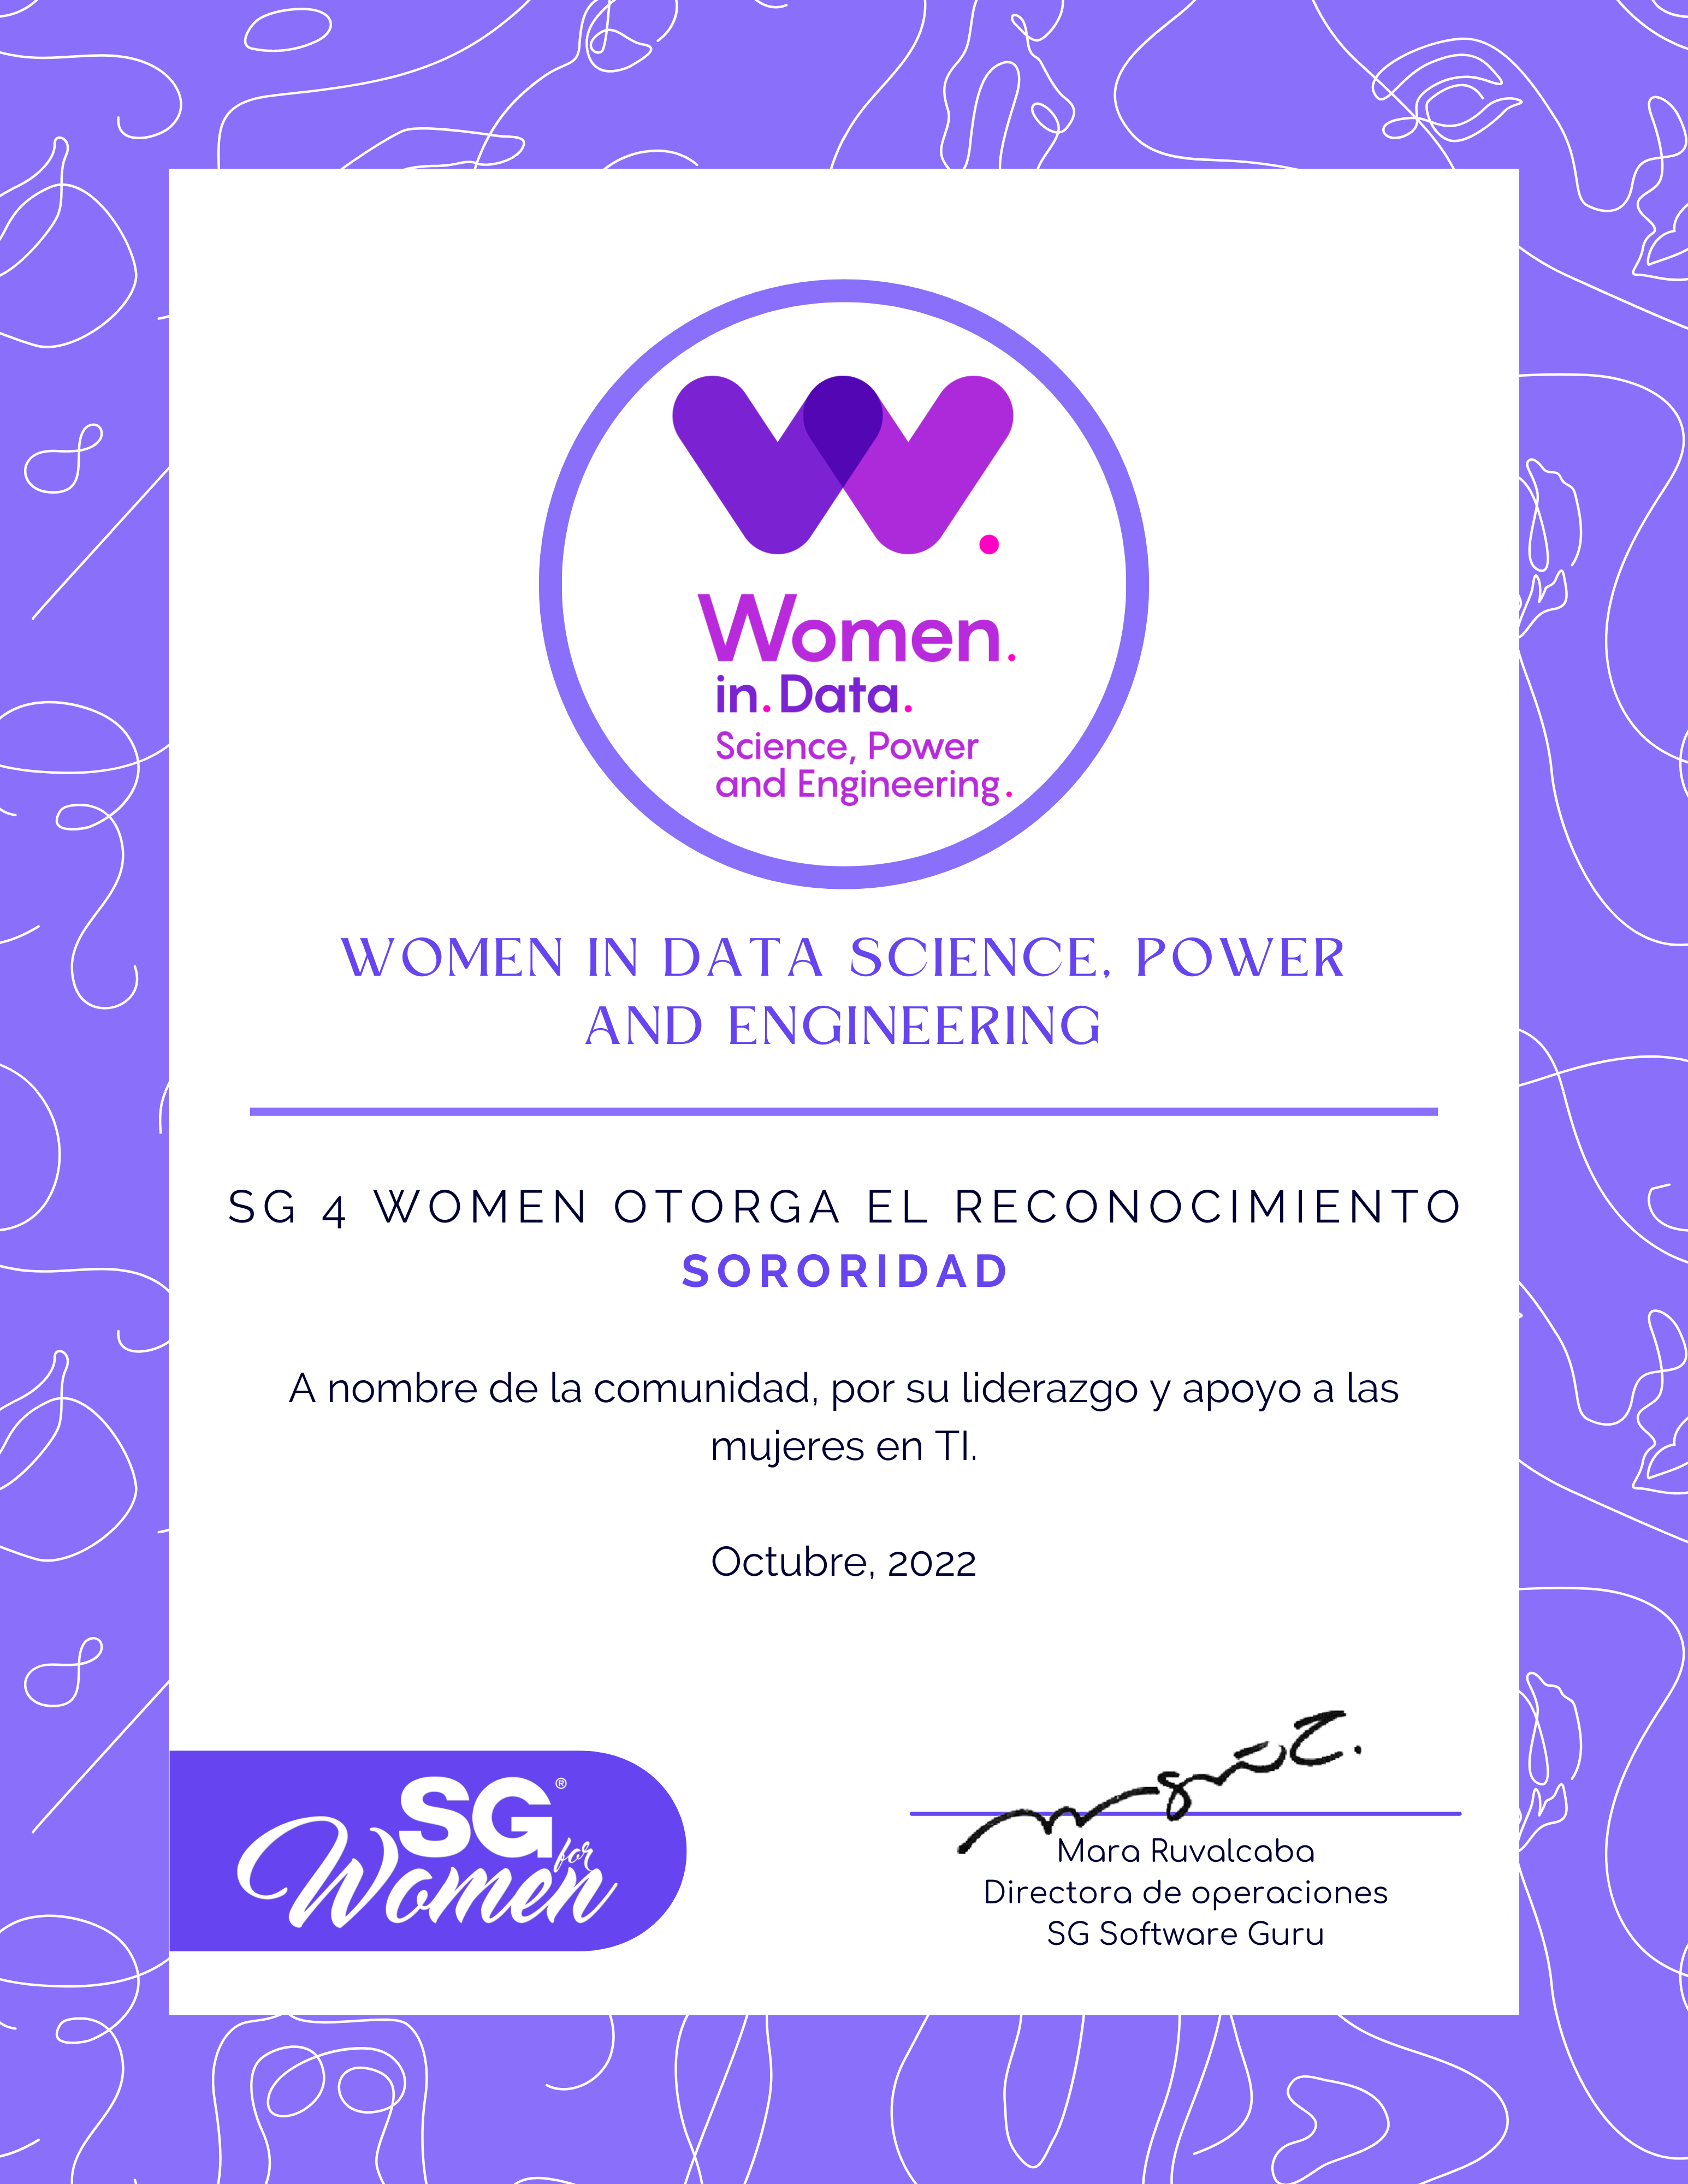 Women.
in.Data.
Science, Power
and Engineering.
WOMEN IN DATA SCIENCE, POWER
AND ENGINEERING
SG 4 WOMEN OTORGA EL RECONOCIMIENTO
SORORIDAD
A nombre de la comunidad, por su liderazgo y apoyo a las
mujeres en TI.
Octubre, 2022
SG®
for
Women
Mara Ruvalcaba
Directora de operaciones
SG Software Guru